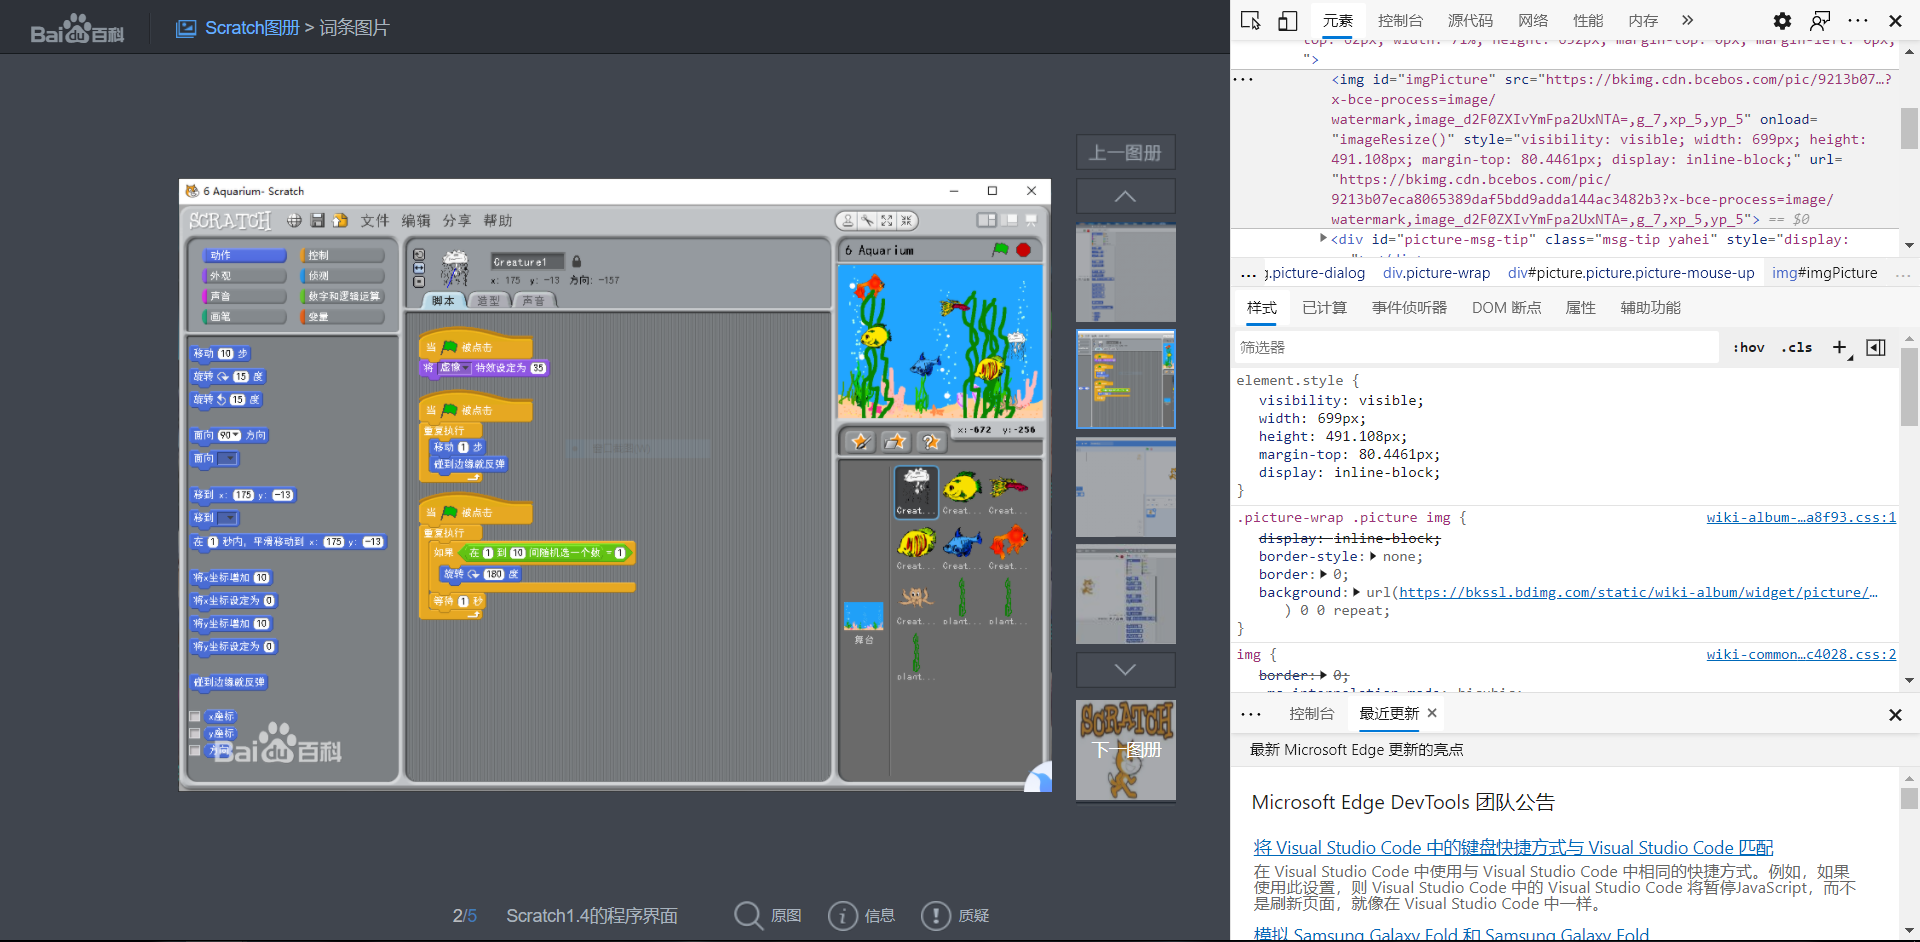 Bai du 百科
Scratch图册 > 词条图片
上一图册
6 Aquarium- Scratch
SCRATCH 文件 编辑 分享 帮助
动作 控制
外观 侦测
声音 数字和逻辑运算
画笔 变量
Creature1
x: 175 y: -13 方向: -157
脚本 造型 声音
6 Aquarium
移动 10 步
旋转 15 度
旋转 15 度
面向 90 方向
面向
移到 x: 175 y: -13
移到
在 1 秒内, 平滑移动到 x: 175 y: -13
将x坐标增加 10
将x坐标设定为 0
将y坐标增加 10
将y坐标设定为 0
碰到边缘就反弹
x座标
y座标
方向
Bai du 百科
当 被点击
将 虚像 特效设定为 35
当 被点击
重复执行
移动 1 步
碰到边缘就反弹
当 被点击
重复执行
如果 在 1 到 10 间随机选一个数 = 1
旋转 180 度
等待 1 秒
x:-672 y:-256
Creat... Creat... Creat...
Creat... Creat... Creat...
Creat... plant... plant...
舞台
plant...
SCRATCH
下一图册
2/5 Scratch1.4的程序界面 原图 信息 质疑
元素 控制台 源代码 网络 性能 内存
top: 62px; width: 71%; height: 692px; margin-top: 0px; margin-left: 0px;
">
<img id="imgPicture" src="https://bkimg.cdn.bcebos.com/pic/9213b07…?
x-bce-process=image/
watermark,image_d2F0ZXIvYmFpa2UxNTA=,g_7,xp_5,yp_5" onload=
"imageResize()" style="visibility: visible; width: 699px; height:
491.108px; margin-top: 80.4461px; display: inline-block;" url=
"https://bkimg.cdn.bcebos.com/pic/
9213b07eca8065389daf5bdd9adda144ac3482b3?x-bce-process=image/
watermark,image_d2F0ZXIvYmFpa2UxNTA=,g_7,xp_5,yp_5"> == $0
<div id="picture-msg-tip" class="msg-tip yahei" style="display:
... g.picture-dialog div.picture-wrap div#picture.picture.picture-mouse-up img#imgPicture ...
样式 已计算 事件侦听器 DOM 断点 属性 辅助功能
筛选器 :hov .cls +
element.style {
visibility: visible;
width: 699px;
height: 491.108px;
margin-top: 80.4461px;
display: inline-block;
}
.picture-wrap .picture img { wiki-album-…a8f93.css:1
display: inline-block;
border-style: none;
border: 0;
background: url(https://bkssl.bdimg.com/static/wiki-album/widget/picture/…
) 0 0 repeat;
}
img { wiki-common…c4028.css:2
border: 0;
-ms-interpolation-mode: bicubic;
控制台 最近更新
最新 Microsoft Edge 更新的亮点
Microsoft Edge DevTools 团队公告
将 Visual Studio Code 中的键盘快捷方式与 Visual Studio Code 匹配
在 Visual Studio Code 中使用与 Visual Studio Code 中相同的快捷方式。例如，如果
使用此设置，则 Visual Studio Code 中的 Visual Studio Code 将暂停JavaScript，而不
是刷新页面，就像在 Visual Studio Code 中一样。
模拟 Samsung Galaxy Fold 和 Samsung Galaxy Fold